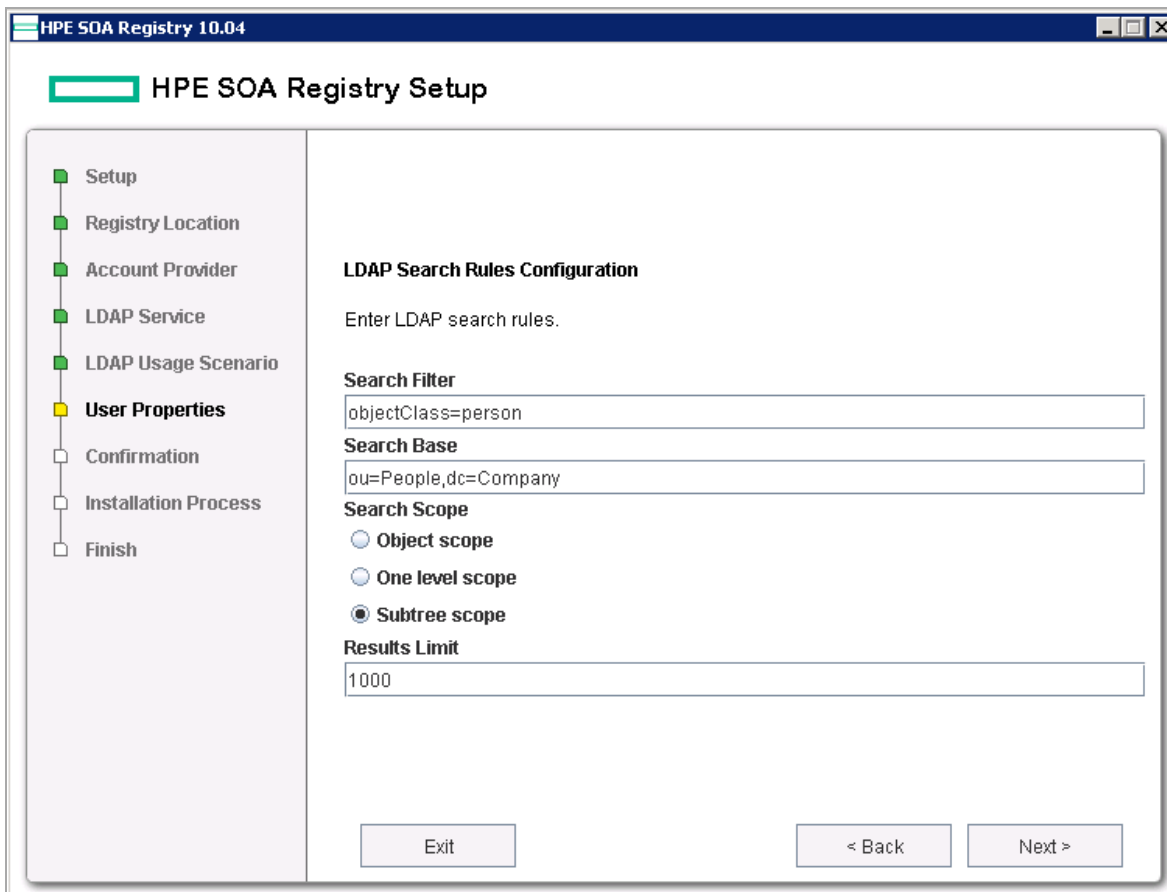 HPE SOA Registry 10.04
HPE SOA Registry Setup
Setup
Registry Location
Account Provider
LDAP Service
LDAP Usage Scenario
User Properties
Confirmation
Installation Process
Finish
LDAP Search Rules Configuration
Enter LDAP search rules.
Search Filter
objectClass=person
Search Base
ou=People,dc=Company
Search Scope
Object scope
One level scope
Subtree scope
Results Limit
1000
Exit
< Back
Next >